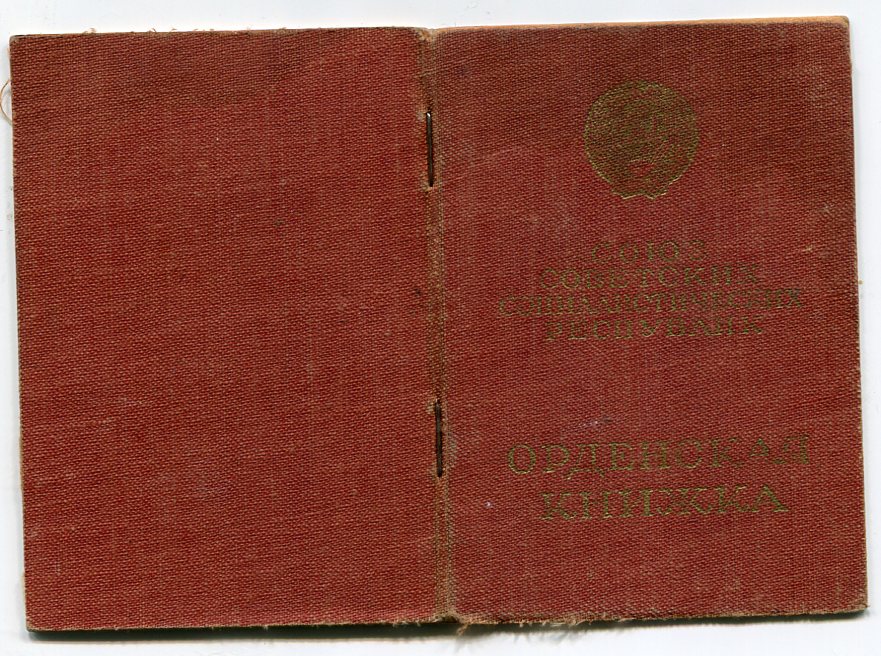 СОЮЗ
СОВЕТСКИХ
СОЦИАЛИСТИЧЕСКИХ
РЕСПУБЛИК
ОРДЕНСКАЯ
КНИЖКА